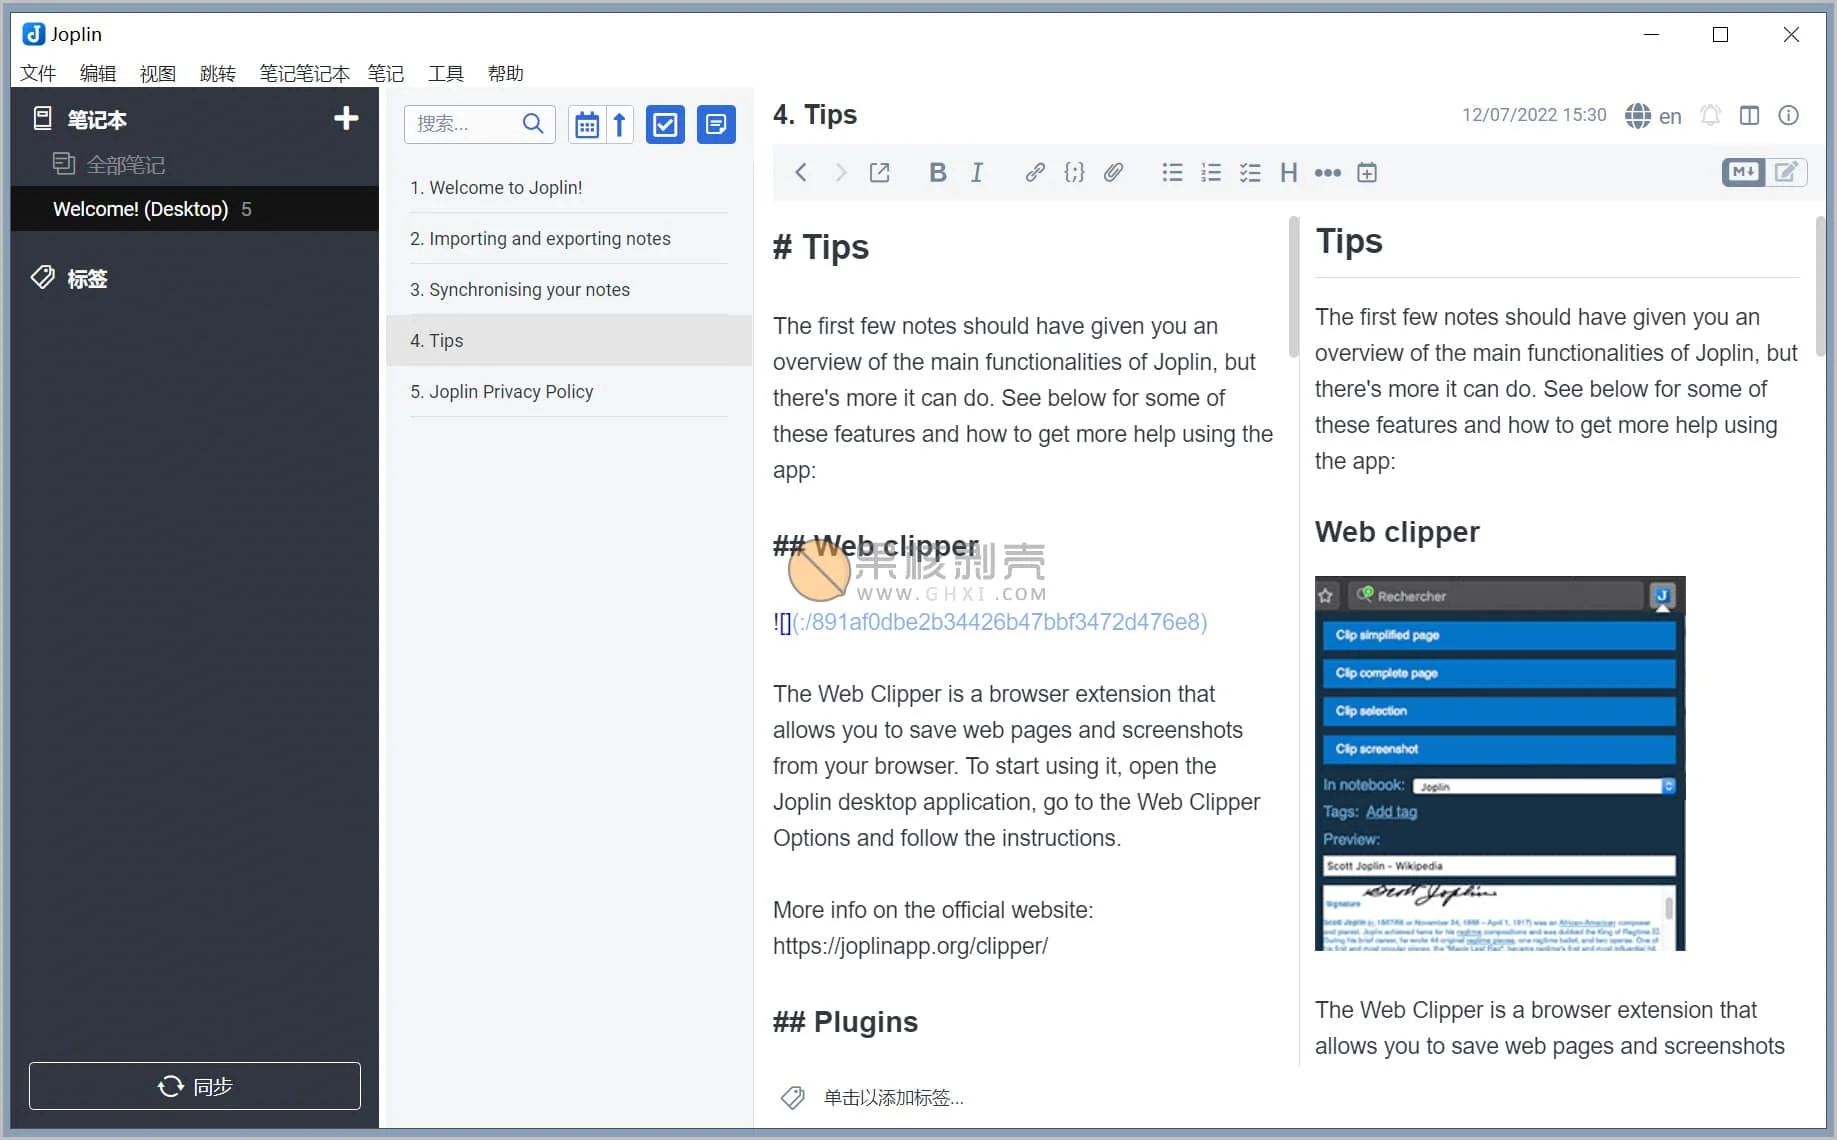 Joplin
文件 编辑 视图 跳转 笔记笔记本 笔记 工具 帮助
笔记本
全部笔记
Welcome! (Desktop) 5
标签
同步
搜索...
1. Welcome to Joplin!
2. Importing and exporting notes
3. Synchronising your notes
4. Tips
5. Joplin Privacy Policy
4. Tips
12/07/2022 15:30 en
B I H M
# Tips
The first few notes should have given you an
overview of the main functionalities of Joplin, but
there's more it can do. See below for some of
these features and how to get more help using the
app:
## Web clipper
果核剥壳
WWW.GHXI.COM
![](:/891af0dbe2b34426b47bbf3472d476e8)
The Web Clipper is a browser extension that
allows you to save web pages and screenshots
from your browser. To start using it, open the
Joplin desktop application, go to the Web Clipper
Options and follow the instructions.
More info on the official website:
https://joplinapp.org/clipper/
## Plugins
单击以添加标签...
Tips
The first few notes should have given you an
overview of the main functionalities of Joplin, but
there's more it can do. See below for some of
these features and how to get more help using
the app:
Web clipper
Rechercher
Clip simplified page
Clip complete page
Clip selection
Clip screenshot
In notebook: Joplin
Tags: Add tag
Preview:
Scott Joplin - Wikipedia
Scott Joplin
Signature
The Web Clipper is a browser extension that
allows you to save web pages and screenshots